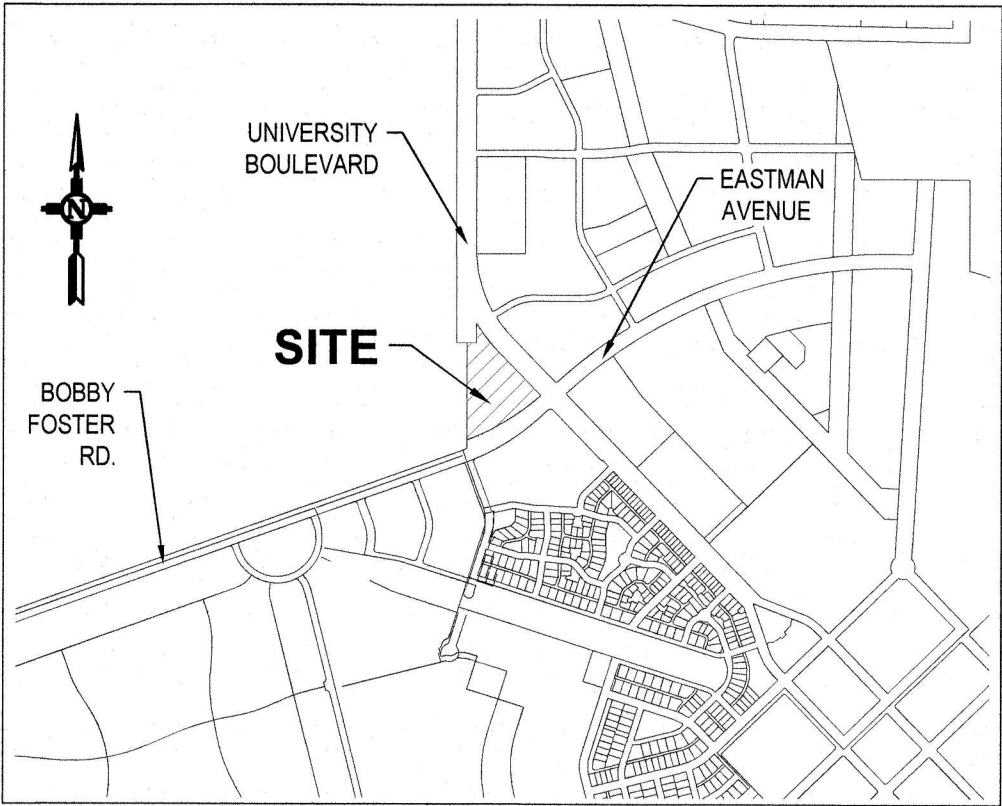 UNIVERSITY
BOULEVARD
EASTMAN
AVENUE
N
SITE
BOBBY
FOSTER
RD.